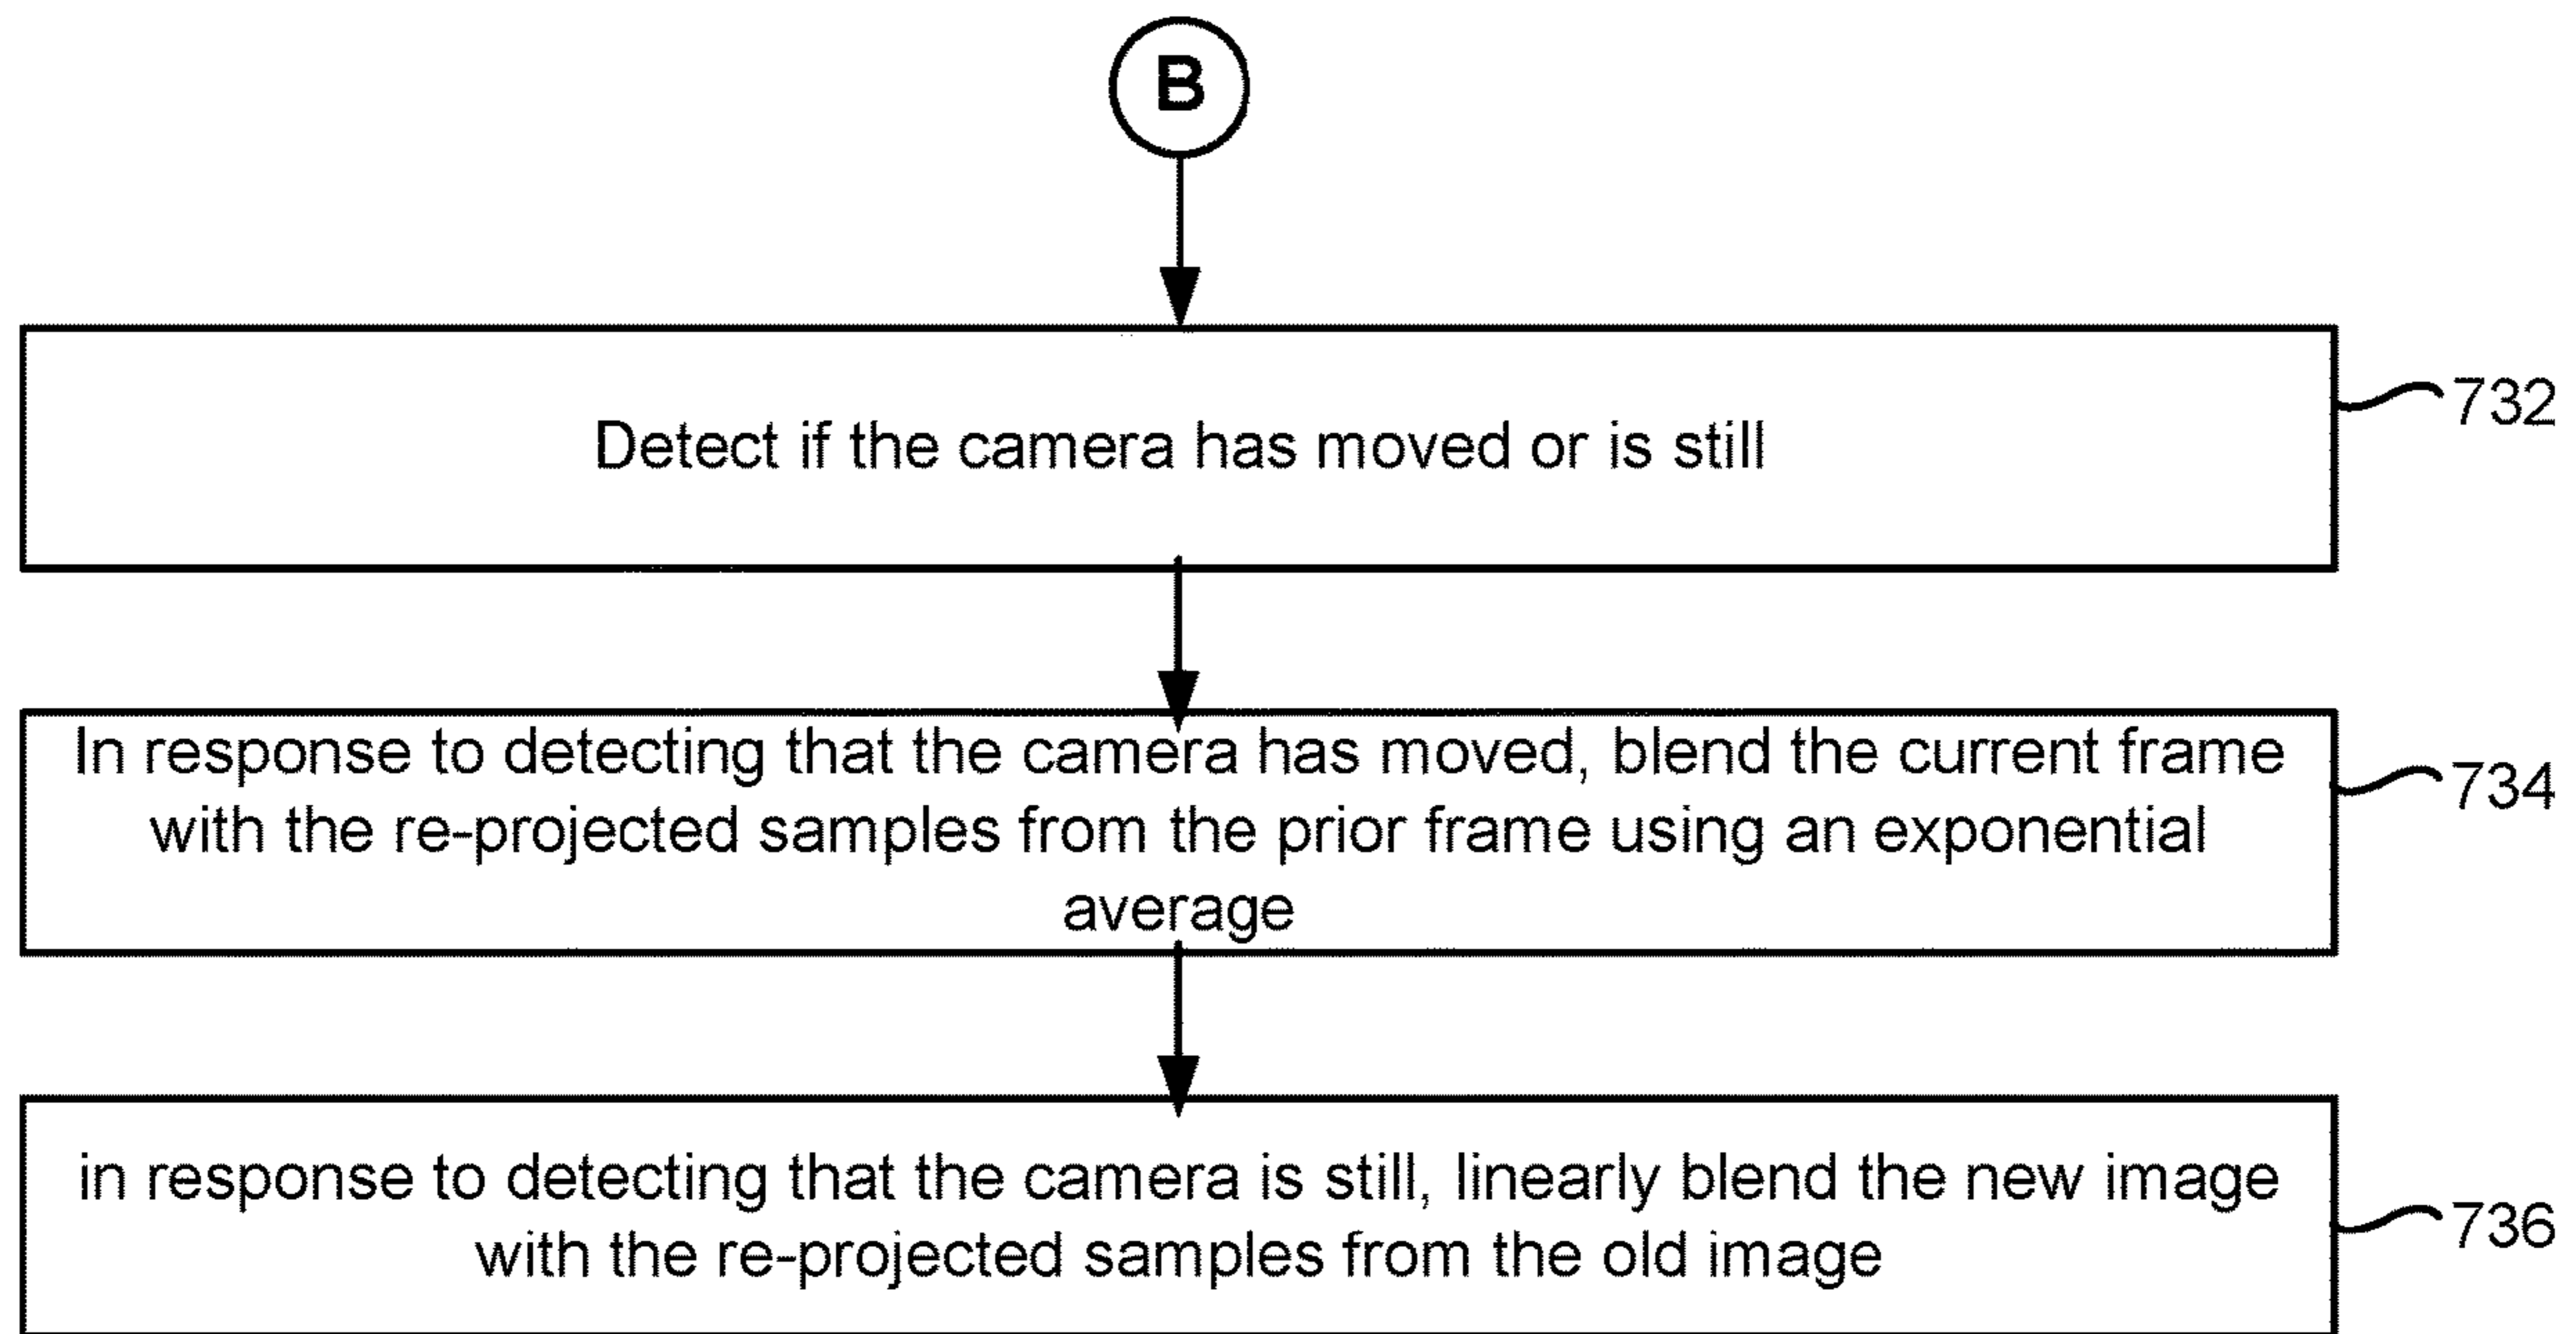 B
Detect if the camera has moved or is still
732
In response to detecting that the camera has moved, blend the current frame
with the re-projected samples from the prior frame using an exponential
average
734
in response to detecting that the camera is still, linearly blend the new image
with the re-projected samples from the old image
736